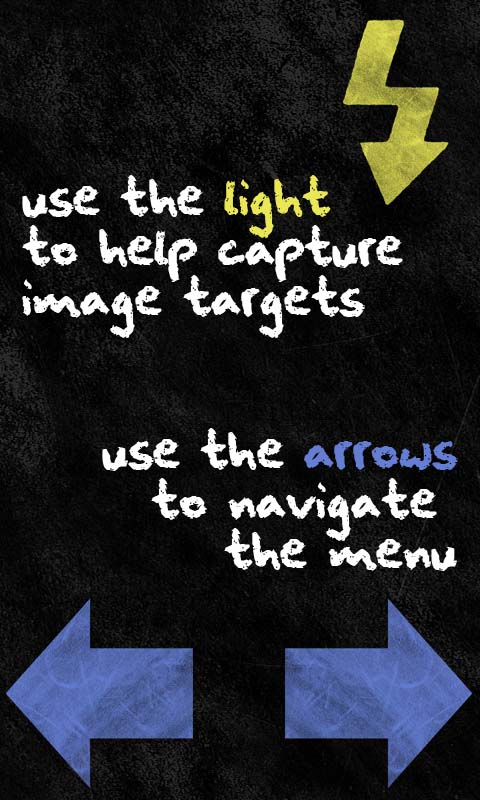 use the light
to help capture
image targets
use the arrows
to navigate
the menu